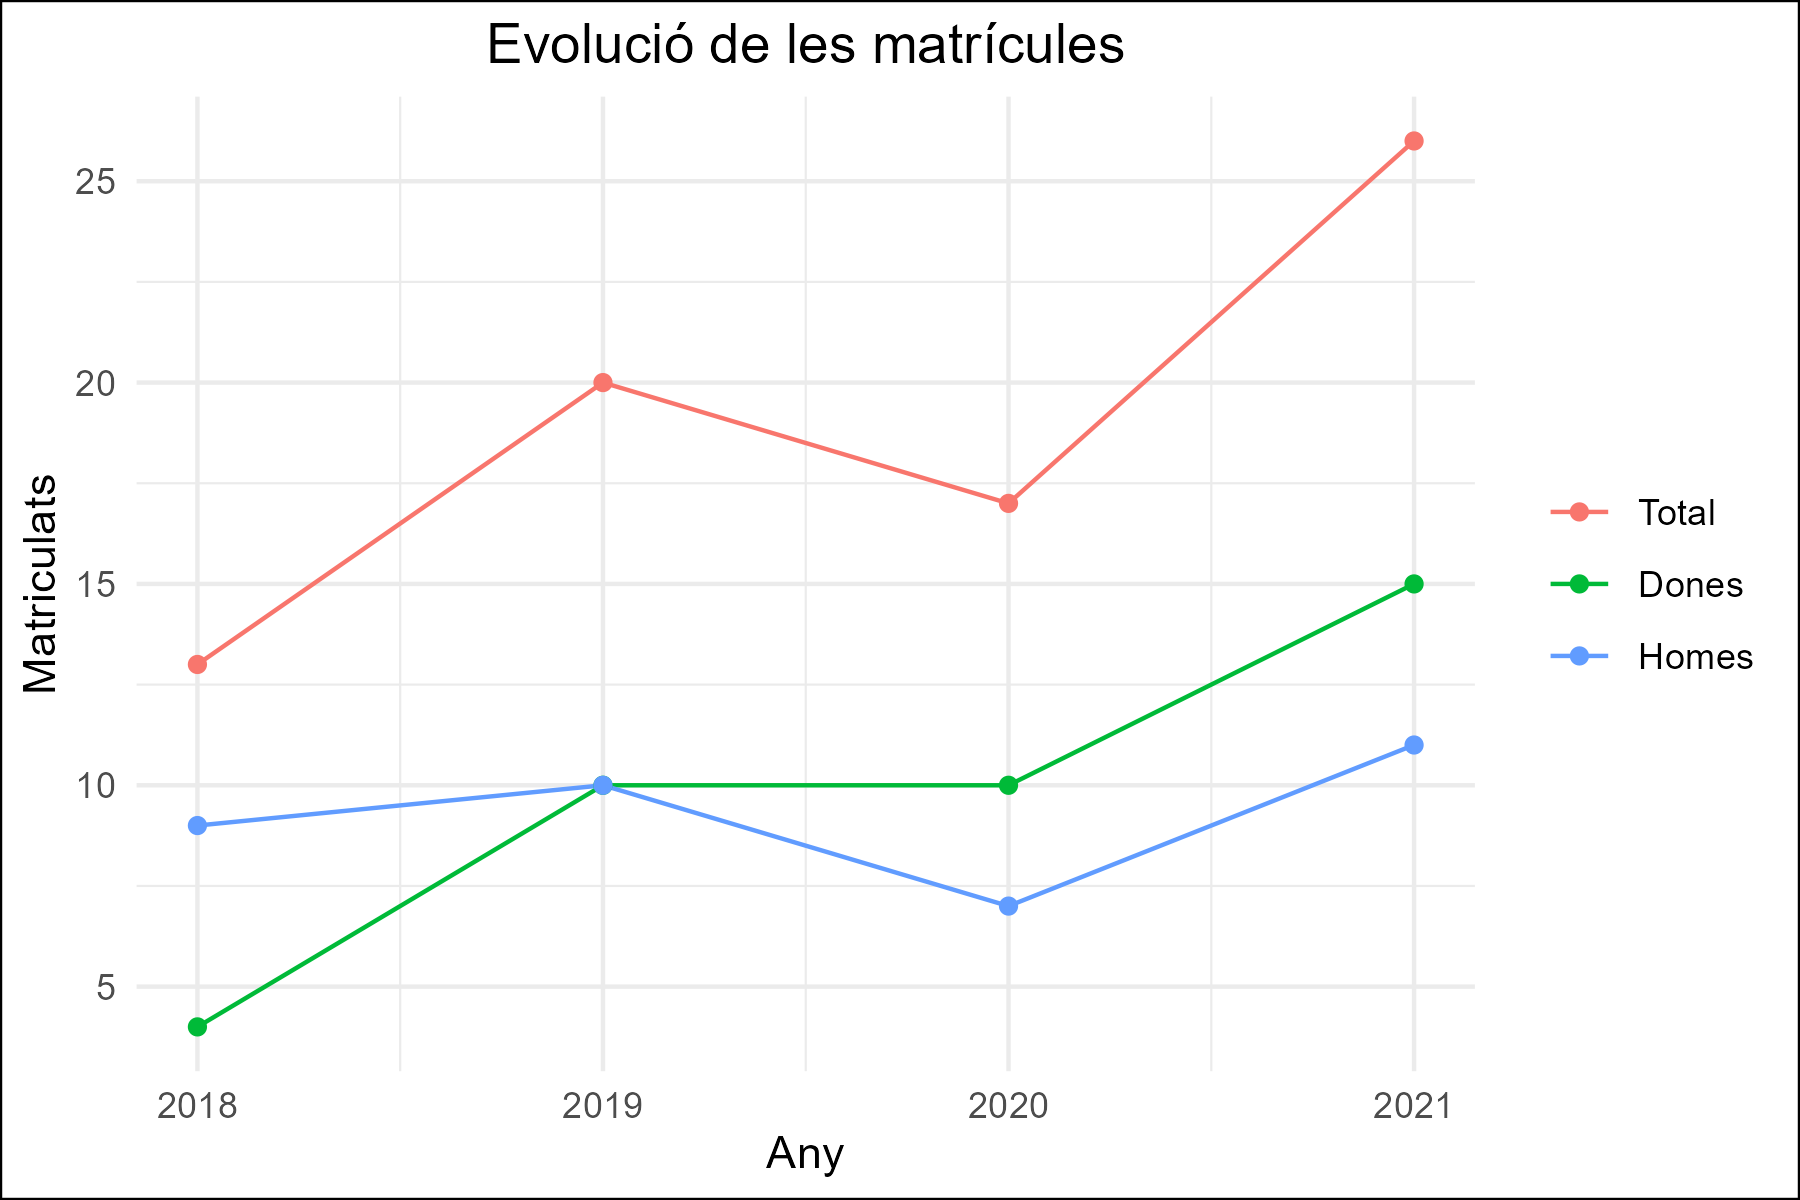 Evolució de les matrícules
Matriculats
25
20
15
10
5
2018 2019 2020 2021
Any
Total
Dones
Homes